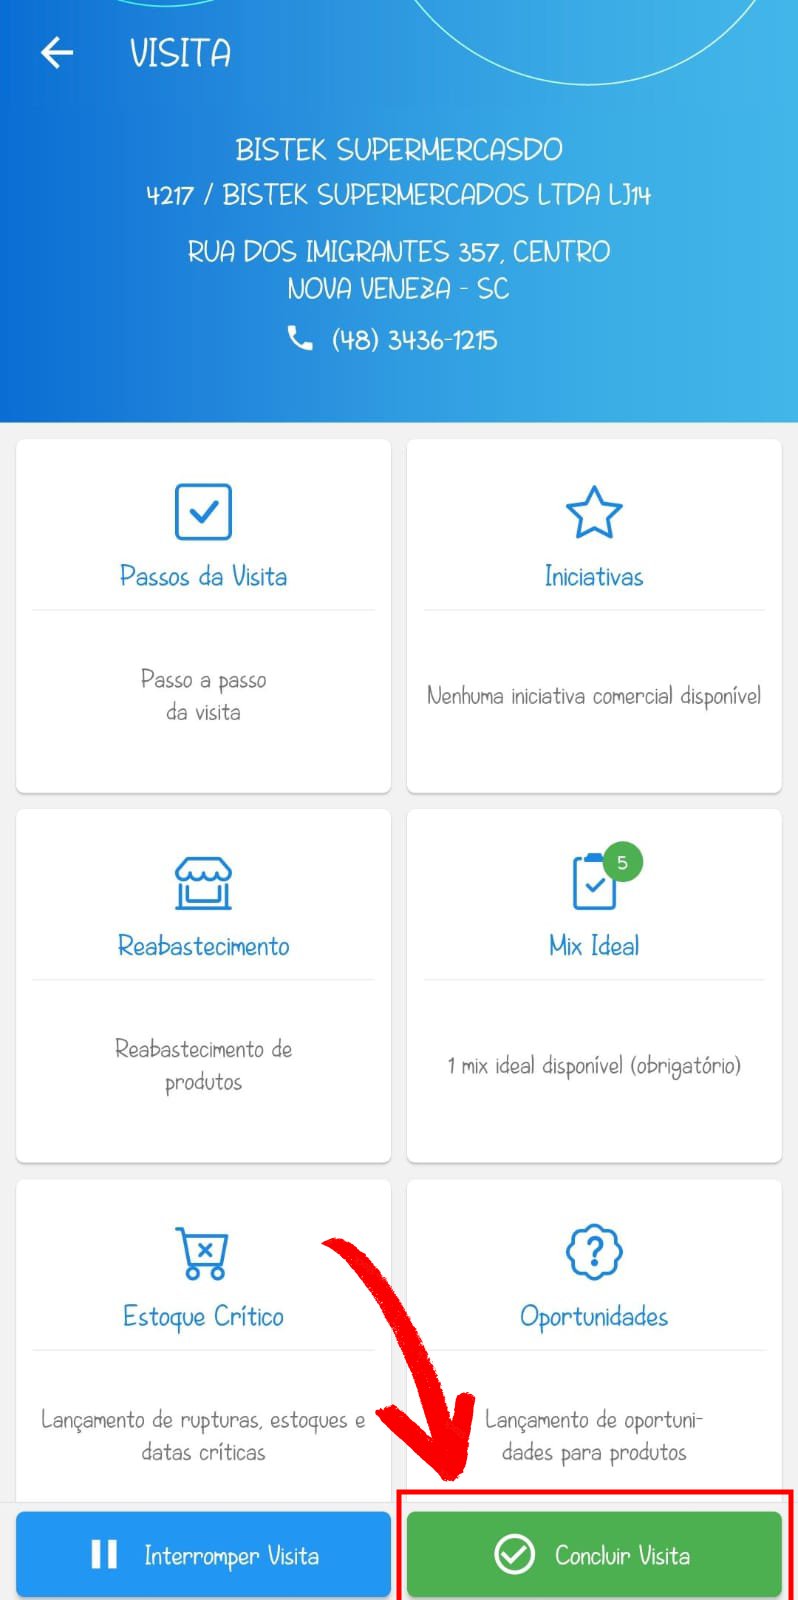 VISITA
BISTEK SUPERMERCASDO
4217 / BISTEK SUPERMERCADOS LTDA LJ14
RUA DOS IMIGRANTES 357, CENTRO
NOVA VENEZA - SC
(48) 3436-1215
Passos da Visita
Passo a passo
da visita
Iniciativas
Nenhuma iniciativa comercial disponível
Reabastecimento
Reabastecimento de
produtos
5
Mix Ideal
1 mix ideal disponível (obrigatório)
Estoque Crítico
Lançamento de rupturas, estoques e
datas críticas
Oportunidades
Lançamento de oportuni-
dades para produtos
Interromper Visita
Concluir Visita